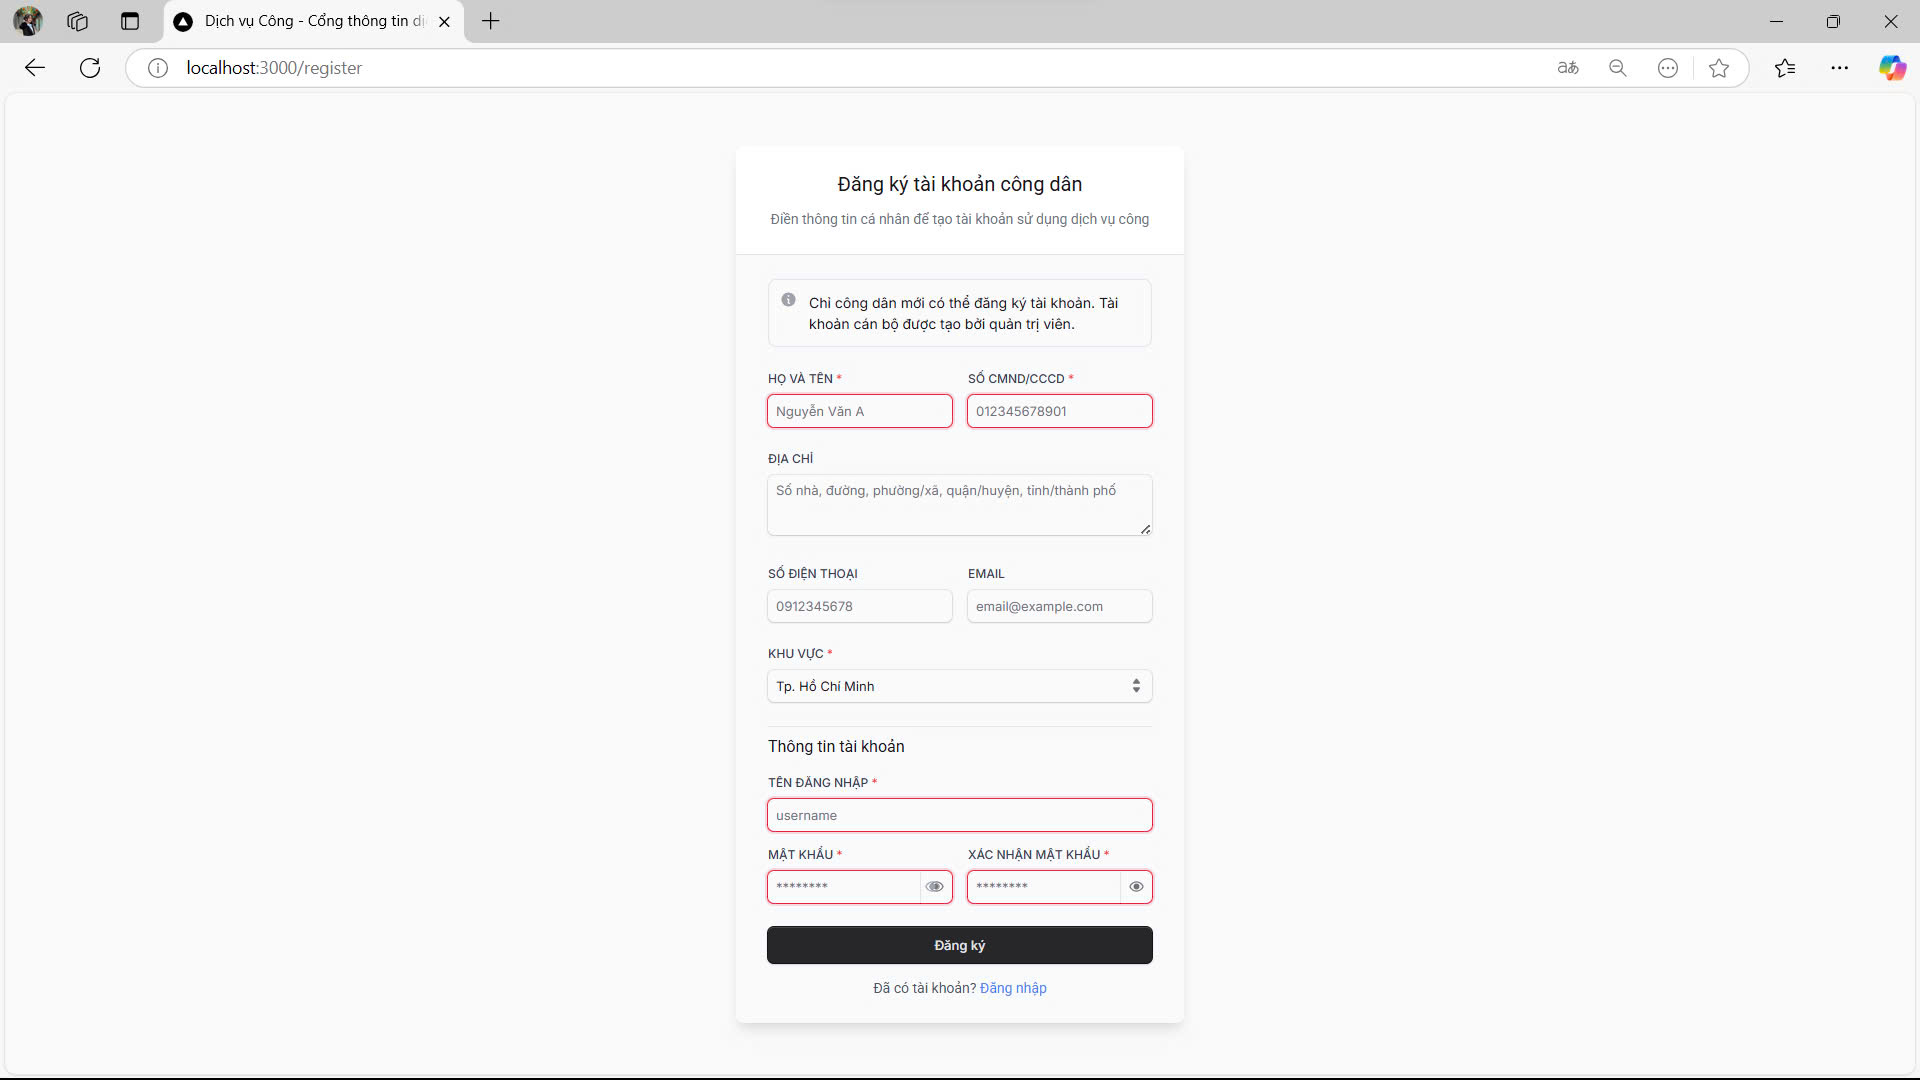 Dịch vụ Công - Cổng thông tin dị
localhost:3000/register
aあ
Đăng ký tài khoản công dân
Điền thông tin cá nhân để tạo tài khoản sử dụng dịch vụ công
Chỉ công dân mới có thể đăng ký tài khoản. Tài
khoản cán bộ được tạo bởi quản trị viên.
HỌ VÀ TÊN * SỐ CMND/CCCD *
Nguyễn Văn A 012345678901
ĐỊA CHỈ
Số nhà, đường, phường/xã, quận/huyện, tỉnh/thành phố
SỐ ĐIỆN THOẠI EMAIL
0912345678 email@example.com
KHU VỰC *
Tp. Hồ Chí Minh
Thông tin tài khoản
TÊN ĐĂNG NHẬP *
username
MẬT KHẨU * XÁC NHẬN MẬT KHẨU *
******** ********
Đăng ký
Đã có tài khoản? Đăng nhập